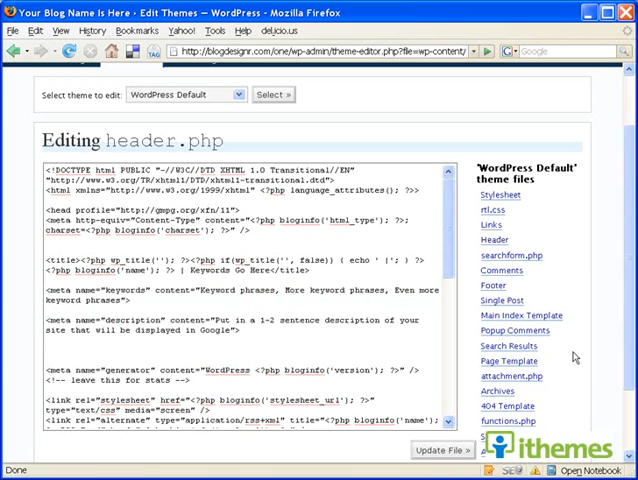 Your Blog Name Is Here › Edit Themes — WordPress - Mozilla Firefox
File Edit View History Bookmarks Yahoo! Tools Help del.icio.us
TAG http://blogdesignr.com/one/wp-admin/theme-editor.php?file=wp-content/ Google
Select theme to edit: WordPress Default Select »
Editing header.php
<!DOCTYPE html PUBLIC "-//W3C//DTD XHTML 1.0 Transitional//EN"
"http://www.w3.org/TR/xhtml1/DTD/xhtml1-transitional.dtd">
<html xmlns="http://www.w3.org/1999/xhtml" <?php language_attributes(); ?>>
<head profile="http://gmpg.org/xfn/11">
<meta http-equiv="Content-Type" content="<?php bloginfo('html_type'); ?>;
charset=<?php bloginfo('charset'); ?>" />
<title><?php wp_title(''); ?><?php if(wp_title('', false)) { echo ' |'; } ?>
<?php bloginfo('name'); ?> | Keywords Go Here</title>
<meta name="keywords" content="Keyword phrases, More keyword phrases, Even more
keyword phrases">
<meta name="description" content="Put in a 1-2 sentence description of your
site that will be displayed in Google">
<meta name="generator" content="WordPress <?php bloginfo('version'); ?>" />
<!-- leave this for stats -->
<link rel="stylesheet" href="<?php bloginfo('stylesheet_url'); ?>"
type="text/css" media="screen" />
<link rel="alternate" type="application/rss+xml" title="<?php bloginfo('name');
'WordPress Default'
theme files
Stylesheet
rtl.css
Links
Header
searchform.php
Comments
Footer
Single Post
Main Index Template
Popup Comments
Search Results
Page Template
attachment.php
Archives
404 Template
functions.php
Update File »
ithemes
Done
Open Notebook